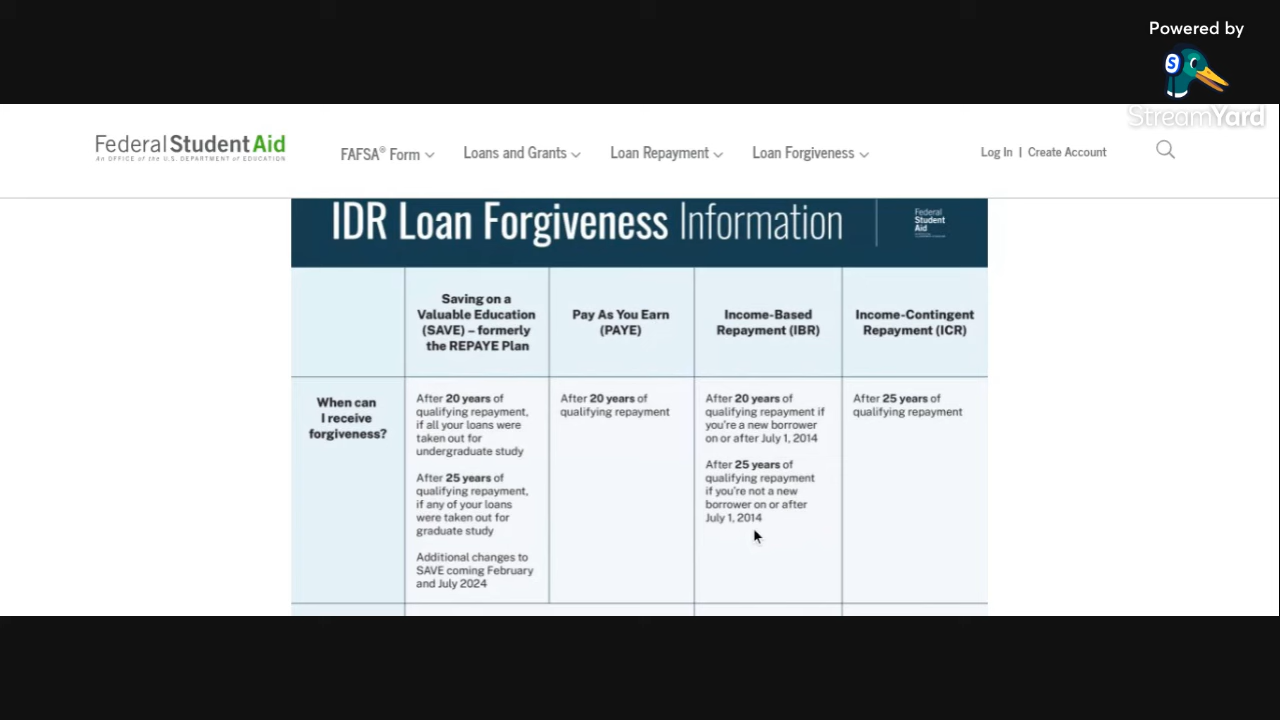 Powered by
S
StreamYard
Federal StudentAid
An OFFICE of the U.S. DEPARTMENT of EDUCATION
FAFSA® Form
Loans and Grants
Loan Repayment
Loan Forgiveness
Log In | Create Account
IDR Loan Forgiveness Information
Federal
Student
Aid
Saving on a
Valuable Education
(SAVE) – formerly
the REPAYE Plan
Pay As You Earn
(PAYE)
Income-Based
Repayment (IBR)
Income-Contingent
Repayment (ICR)
When can
I receive
forgiveness?
After 20 years of
qualifying repayment,
if all your loans were
taken out for
undergraduate study
After 25 years of
qualifying repayment,
if any of your loans
were taken out for
graduate study
Additional changes to
SAVE coming February
and July 2024
After 20 years of
qualifying repayment
After 20 years of
qualifying repayment if
you're a new borrower
on or after July 1, 2014
After 25 years of
qualifying repayment
if you're not a new
borrower on or after
July 1, 2014
After 25 years of
qualifying repayment